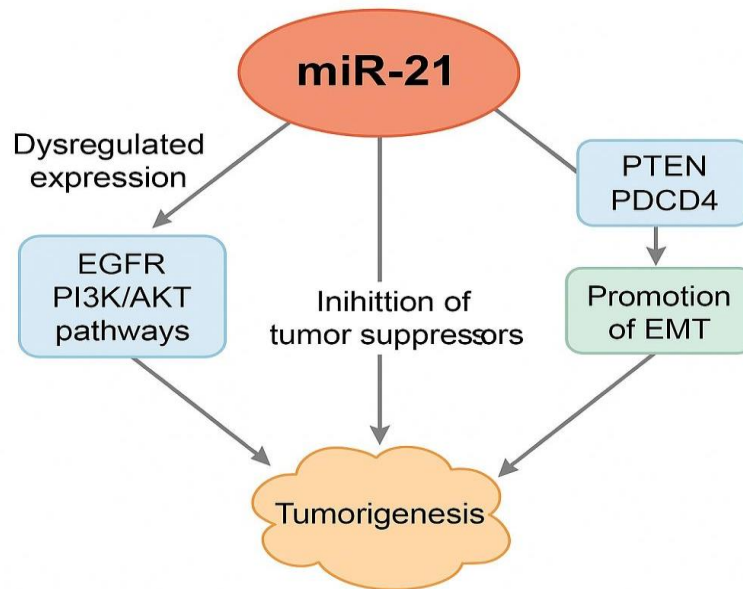 miR-21
Dysregulated
expression
PTEN
PDCD4
EGFR
PI3K/AKT
pathways
Inihittion of
tumor suppressors
Promotion
of EMT
Tumorigenesis